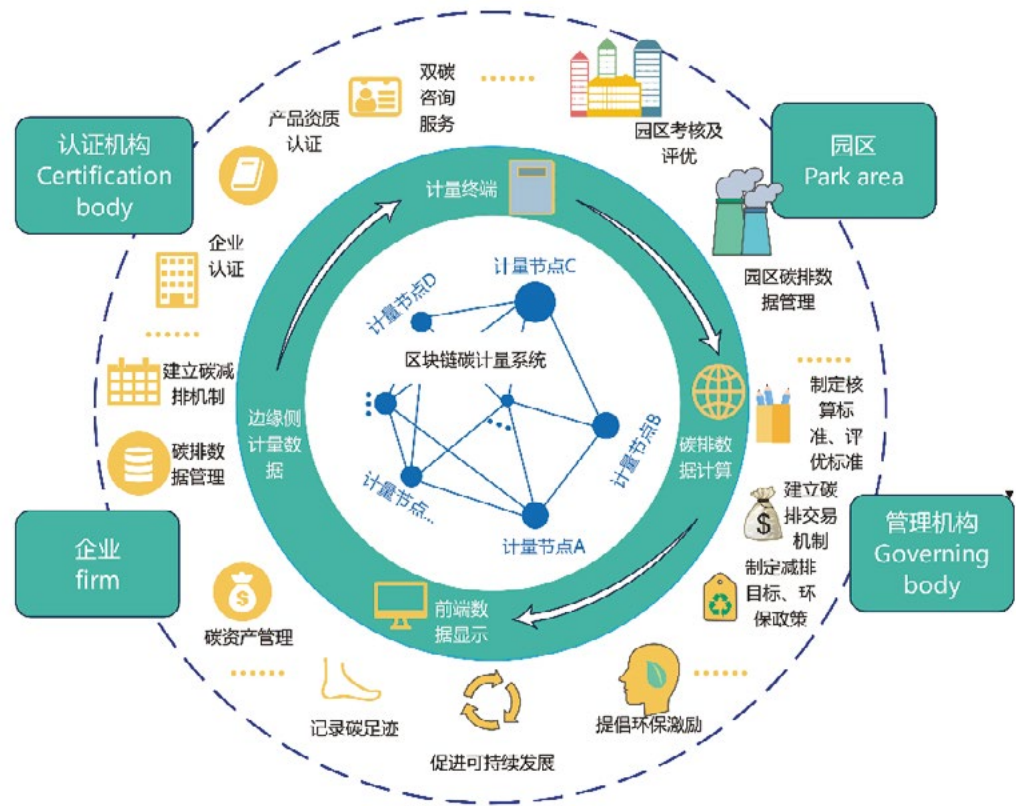 双碳
咨询
服务
产品资质
认证
园区考核及
评优
认证机构
Certification
body
园区
Park area
计量终端
企业
认证
计量节点C
计量节点D
园区碳排数
据管理
区块链碳计量系统
建立碳减
排机制
制定核
算标
准、评
优标准
边缘侧
计量数
据
计量节点B
碳排数
据计算
碳排数
据管理
计量节点...
建立碳
排交易
机制
$
管理机构
Governing
body
企业
firm
计量节点A
制定减排
目标、环
保政策
$
前端数
据显示
碳资产管理
记录碳足迹
提倡环保激励
促进可持续发展